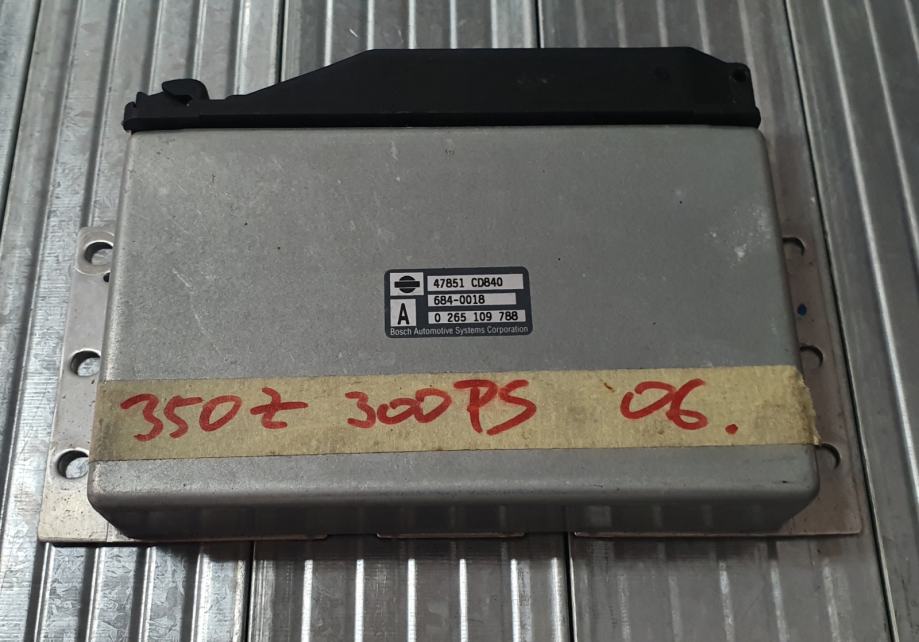 47851 CD840
684-0018
A
0 265 109 788
Bosch Automotive Systems Corporation
350Z 300PS 06.